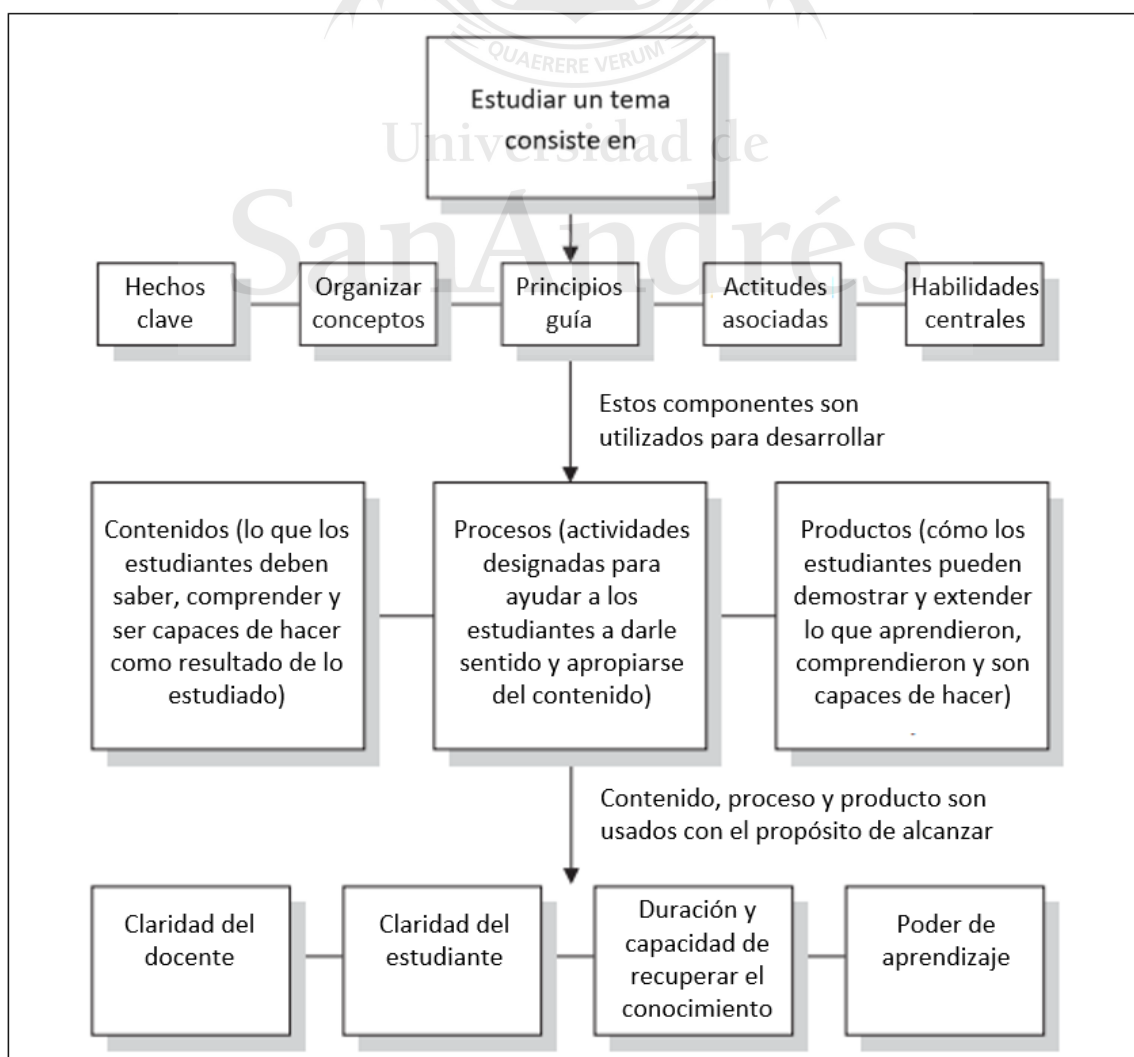 QUAERERE VERUM
Estudiar un tema
consiste en
Universidad de
SanAndrés
Hechos
clave
Organizar
conceptos
Principios
guía
Actitudes
asociadas
Habilidades
centrales
Estos componentes son
utilizados para desarrollar
Contenidos (lo que los
estudiantes deben
saber, comprender y
ser capaces de hacer
como resultado de lo
estudiado)
Procesos (actividades
designadas para
ayudar a los
estudiantes a darle
sentido y apropiarse
del contenido)
Productos (cómo los
estudiantes pueden
demostrar y extender
lo que aprendieron,
comprendieron y son
capaces de hacer)
Contenido, proceso y producto son
usados con el propósito de alcanzar
Claridad del
docente
Claridad del
estudiante
Duración y
capacidad de
recuperar el
conocimiento
Poder de
aprendizaje